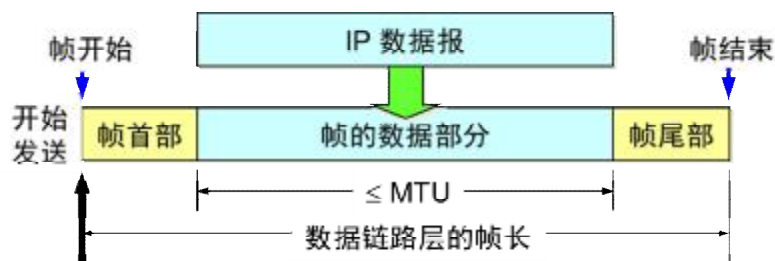 IP 数据报
帧开始
帧结束
开始
发送
帧首部
帧的数据部分
帧尾部
≤ MTU
数据链路层的帧长